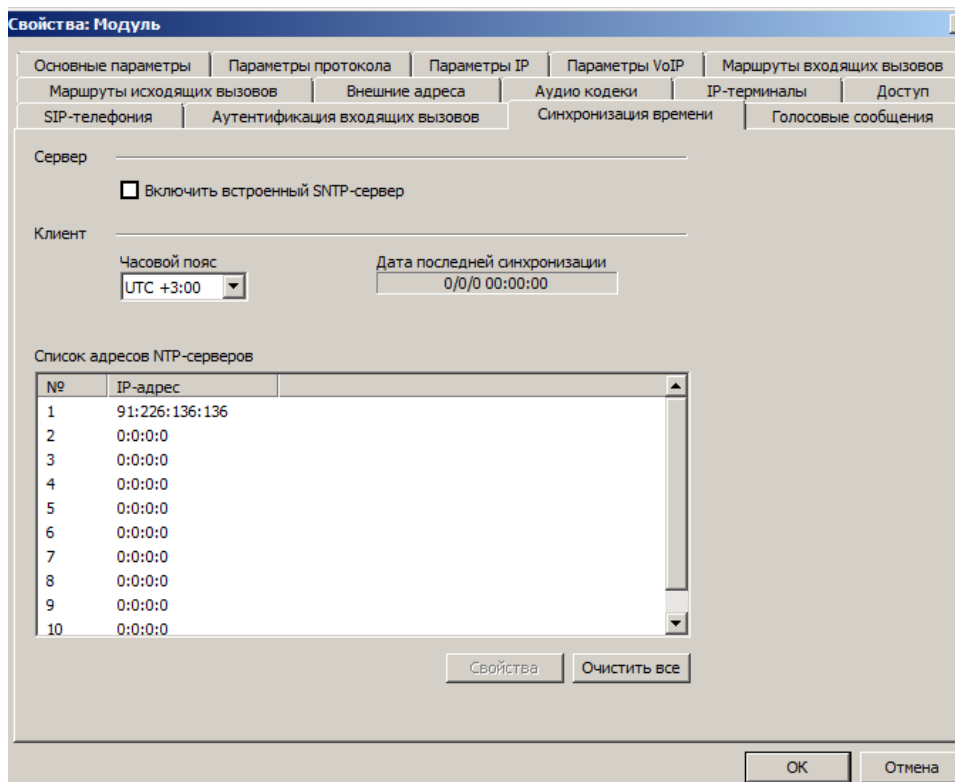 Свойства: Модуль
Основные параметры Параметры протокола Параметры IP Параметры VoIP Маршруты входящих вызовов
Маршруты исходящих вызовов Внешние адреса Аудио кодеки IP-терминалы Доступ
SIP-телефония Аутентификация входящих вызовов Синхронизация времени Голосовые сообщения
Сервер
Включить встроенный SNTP-сервер
Клиент
Часовой пояс Дата последней синхронизации
UTC +3:00 0/0/0 00:00:00
Список адресов NTP-серверов
№ IP-адрес
1 91:226:136:136
2 0:0:0:0
3 0:0:0:0
4 0:0:0:0
5 0:0:0:0
6 0:0:0:0
7 0:0:0:0
8 0:0:0:0
9 0:0:0:0
10 0:0:0:0
Свойства Очистить все
OK Отмена